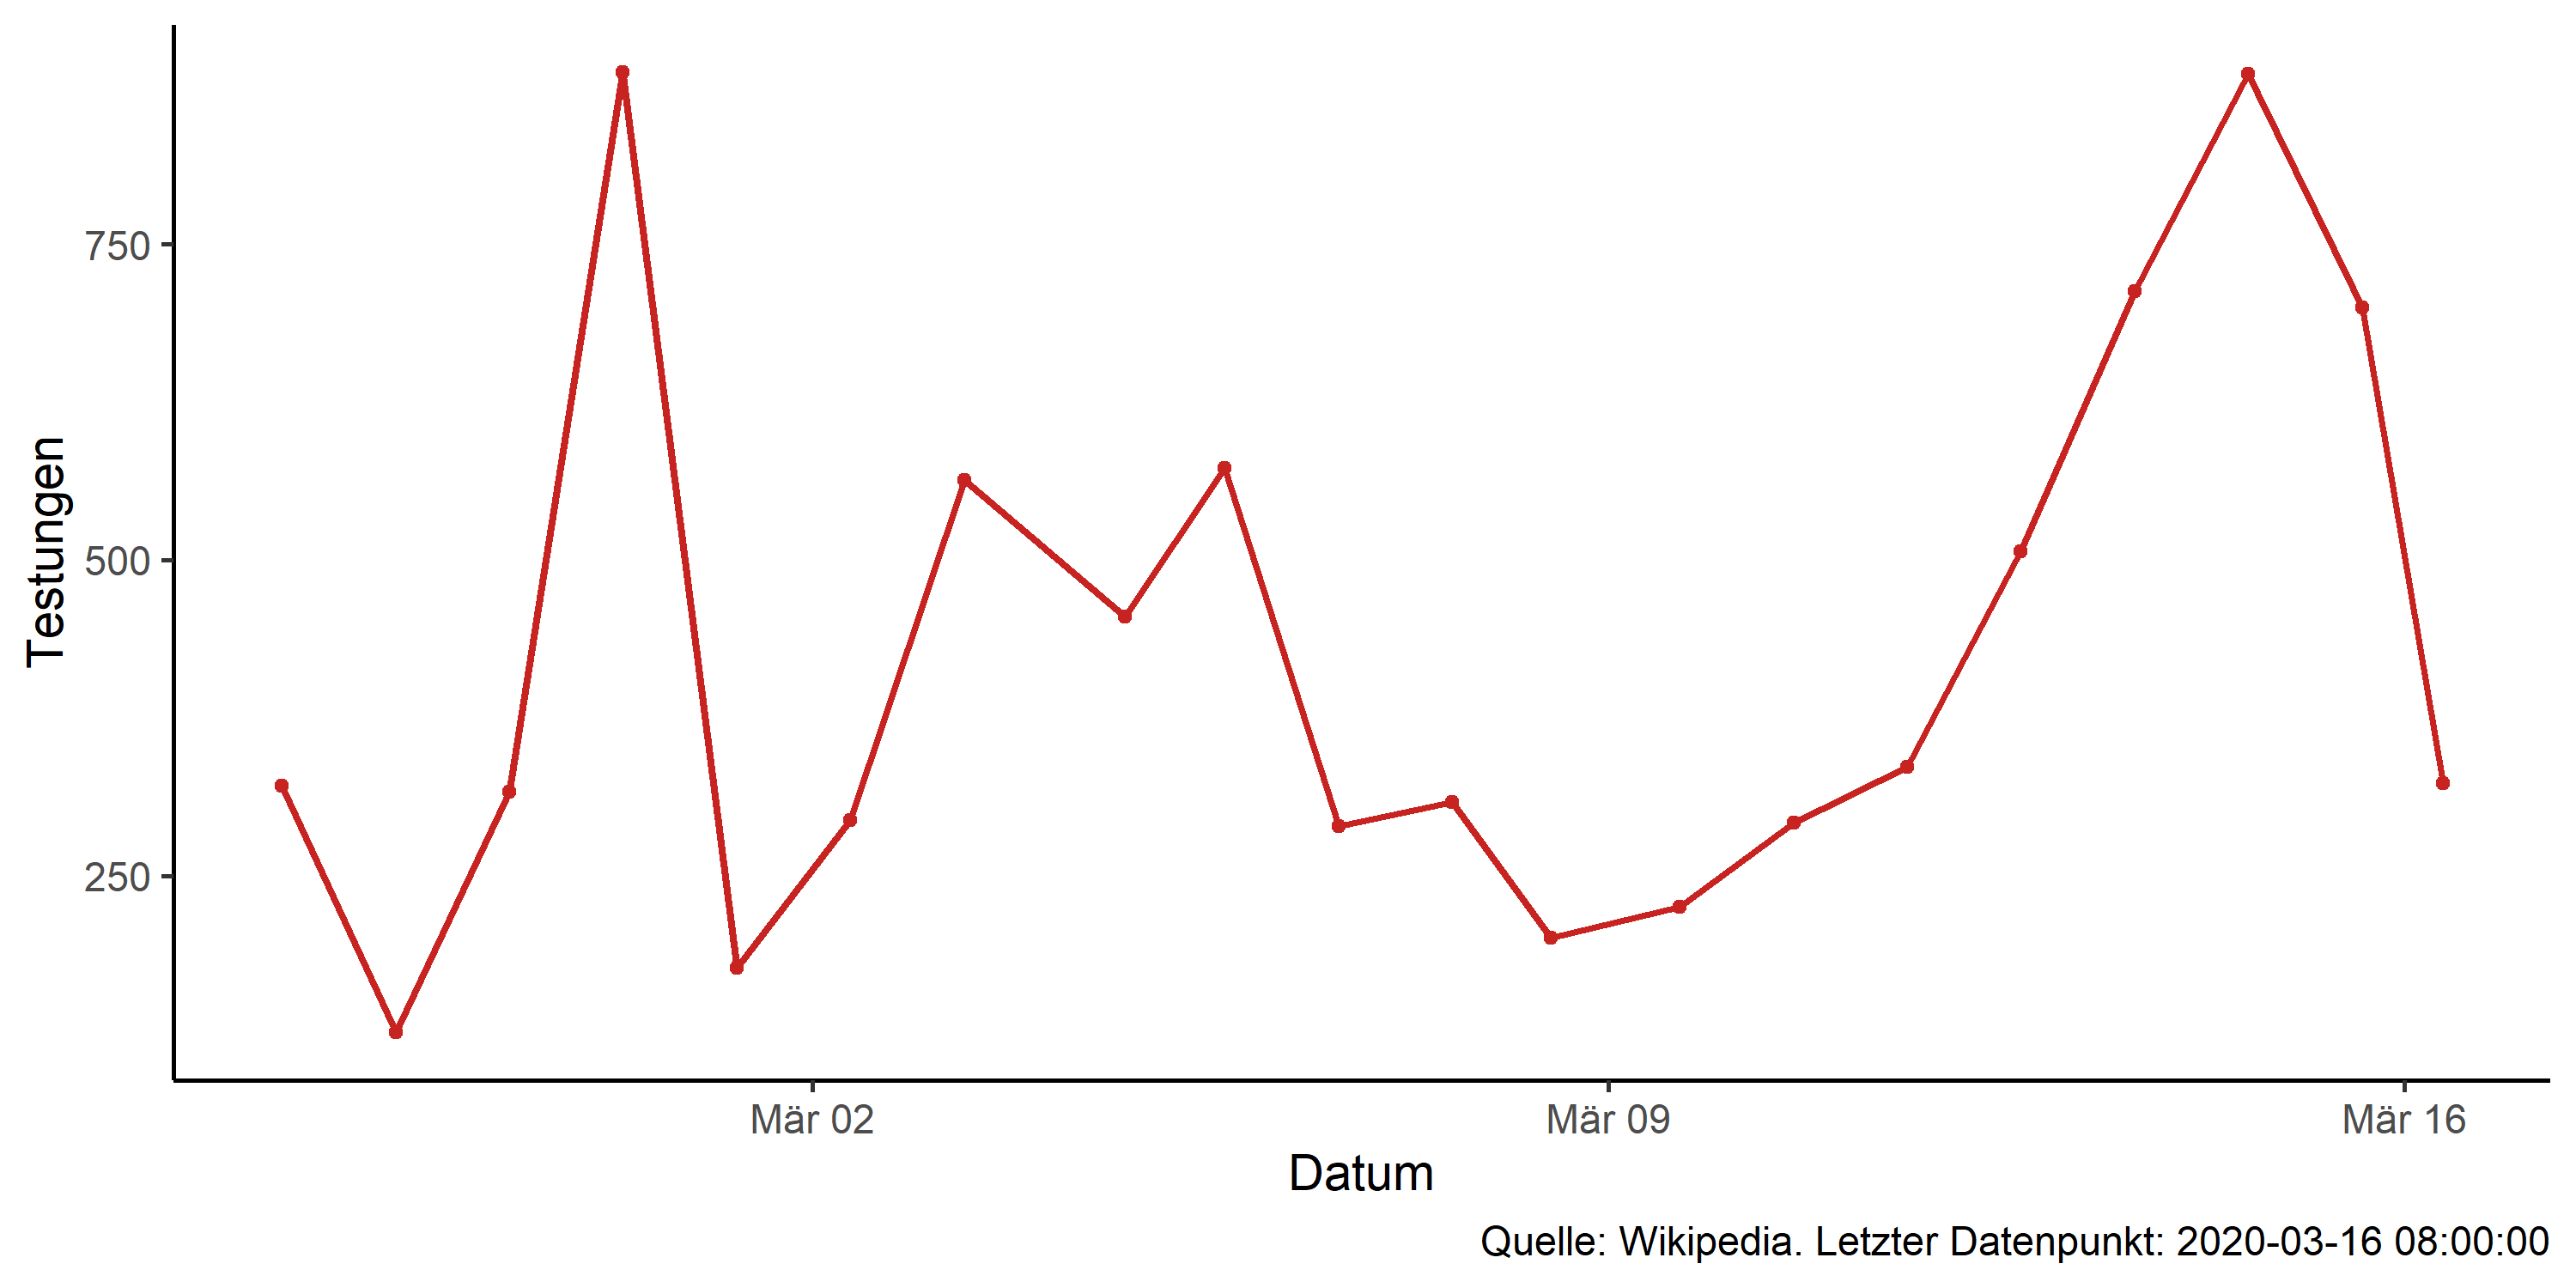 Testungen
750
500
250
Mär 02
Mär 09
Mär 16
Datum
Quelle: Wikipedia. Letzter Datenpunkt: 2020-03-16 08:00:00